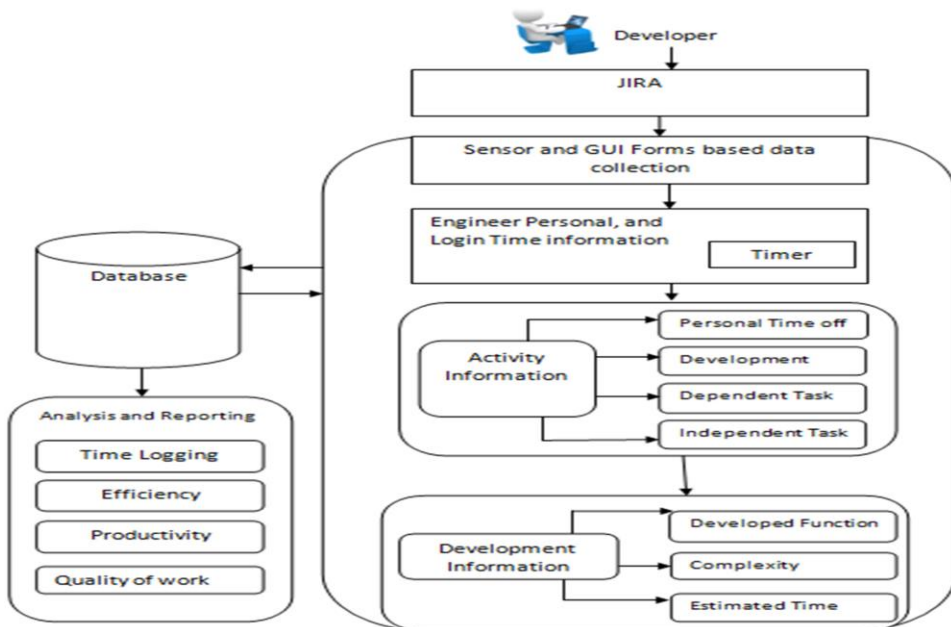 Developer
JIRA
Sensor and GUI Forms based data
collection
Engineer Personal, and
Login Time information
Timer
Database
Activity
Information
Personal Time off
Development
Dependent Task
Independent Task
Analysis and Reporting
Time Logging
Efficiency
Productivity
Quality of work
Development
Information
Developed Function
Complexity
Estimated Time